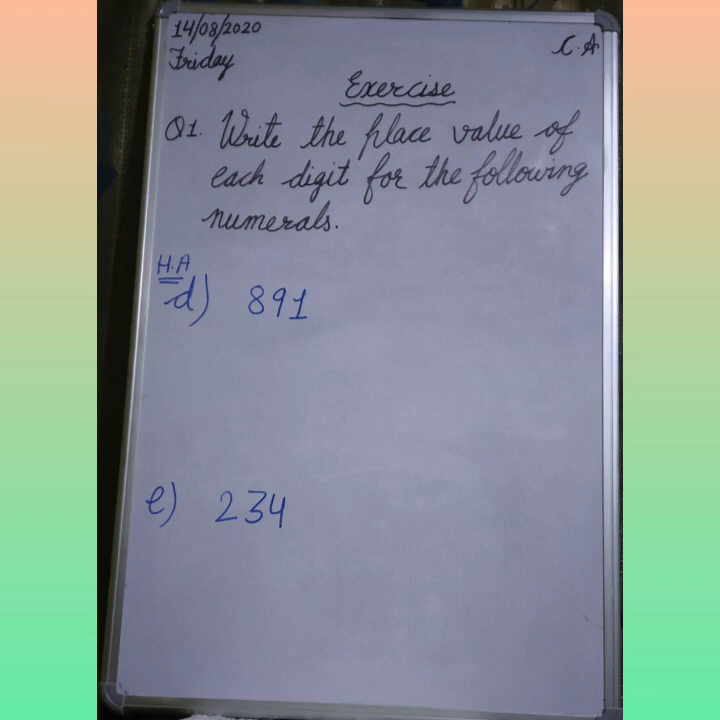 14/08/2020
Friday
C.A
Exercise
Q1. Write the place value of
each digit for the following
numerals.
H.A
d) 891
e) 234